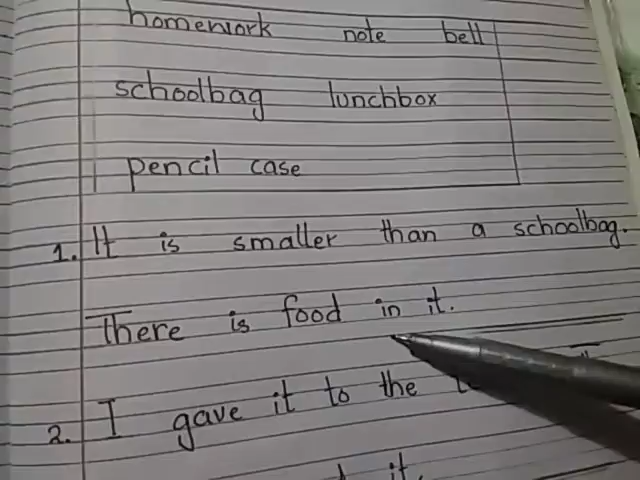 homework note bell
schoolbag lunchbox
pencil case
1. It is smaller than a schoolbag.
There is food in it.
2. I gave it to the
it.